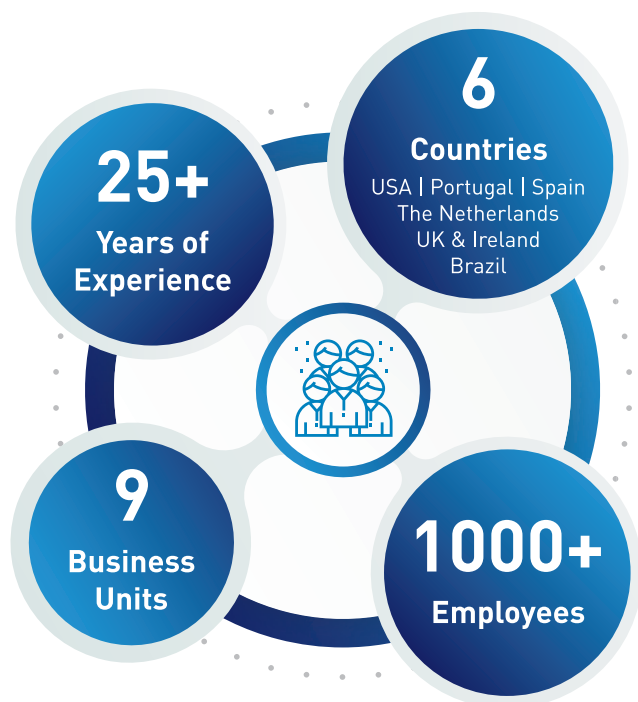 25+
Years of
Experience
6
Countries
USA | Portugal | Spain
The Netherlands
UK & Ireland
Brazil
9
Business
Units
1000+
Employees